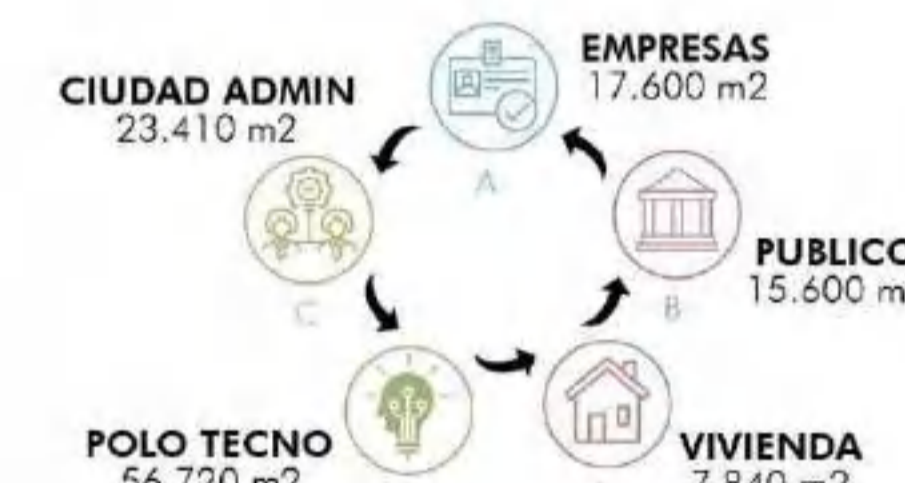 EMPRESAS
17.600 m2
CIUDAD ADMIN
23.410 m2
A
PUBLICO
15.600 m
B
C
POLO TECNO
56.720 m2
VIVIENDA
7.840 m2